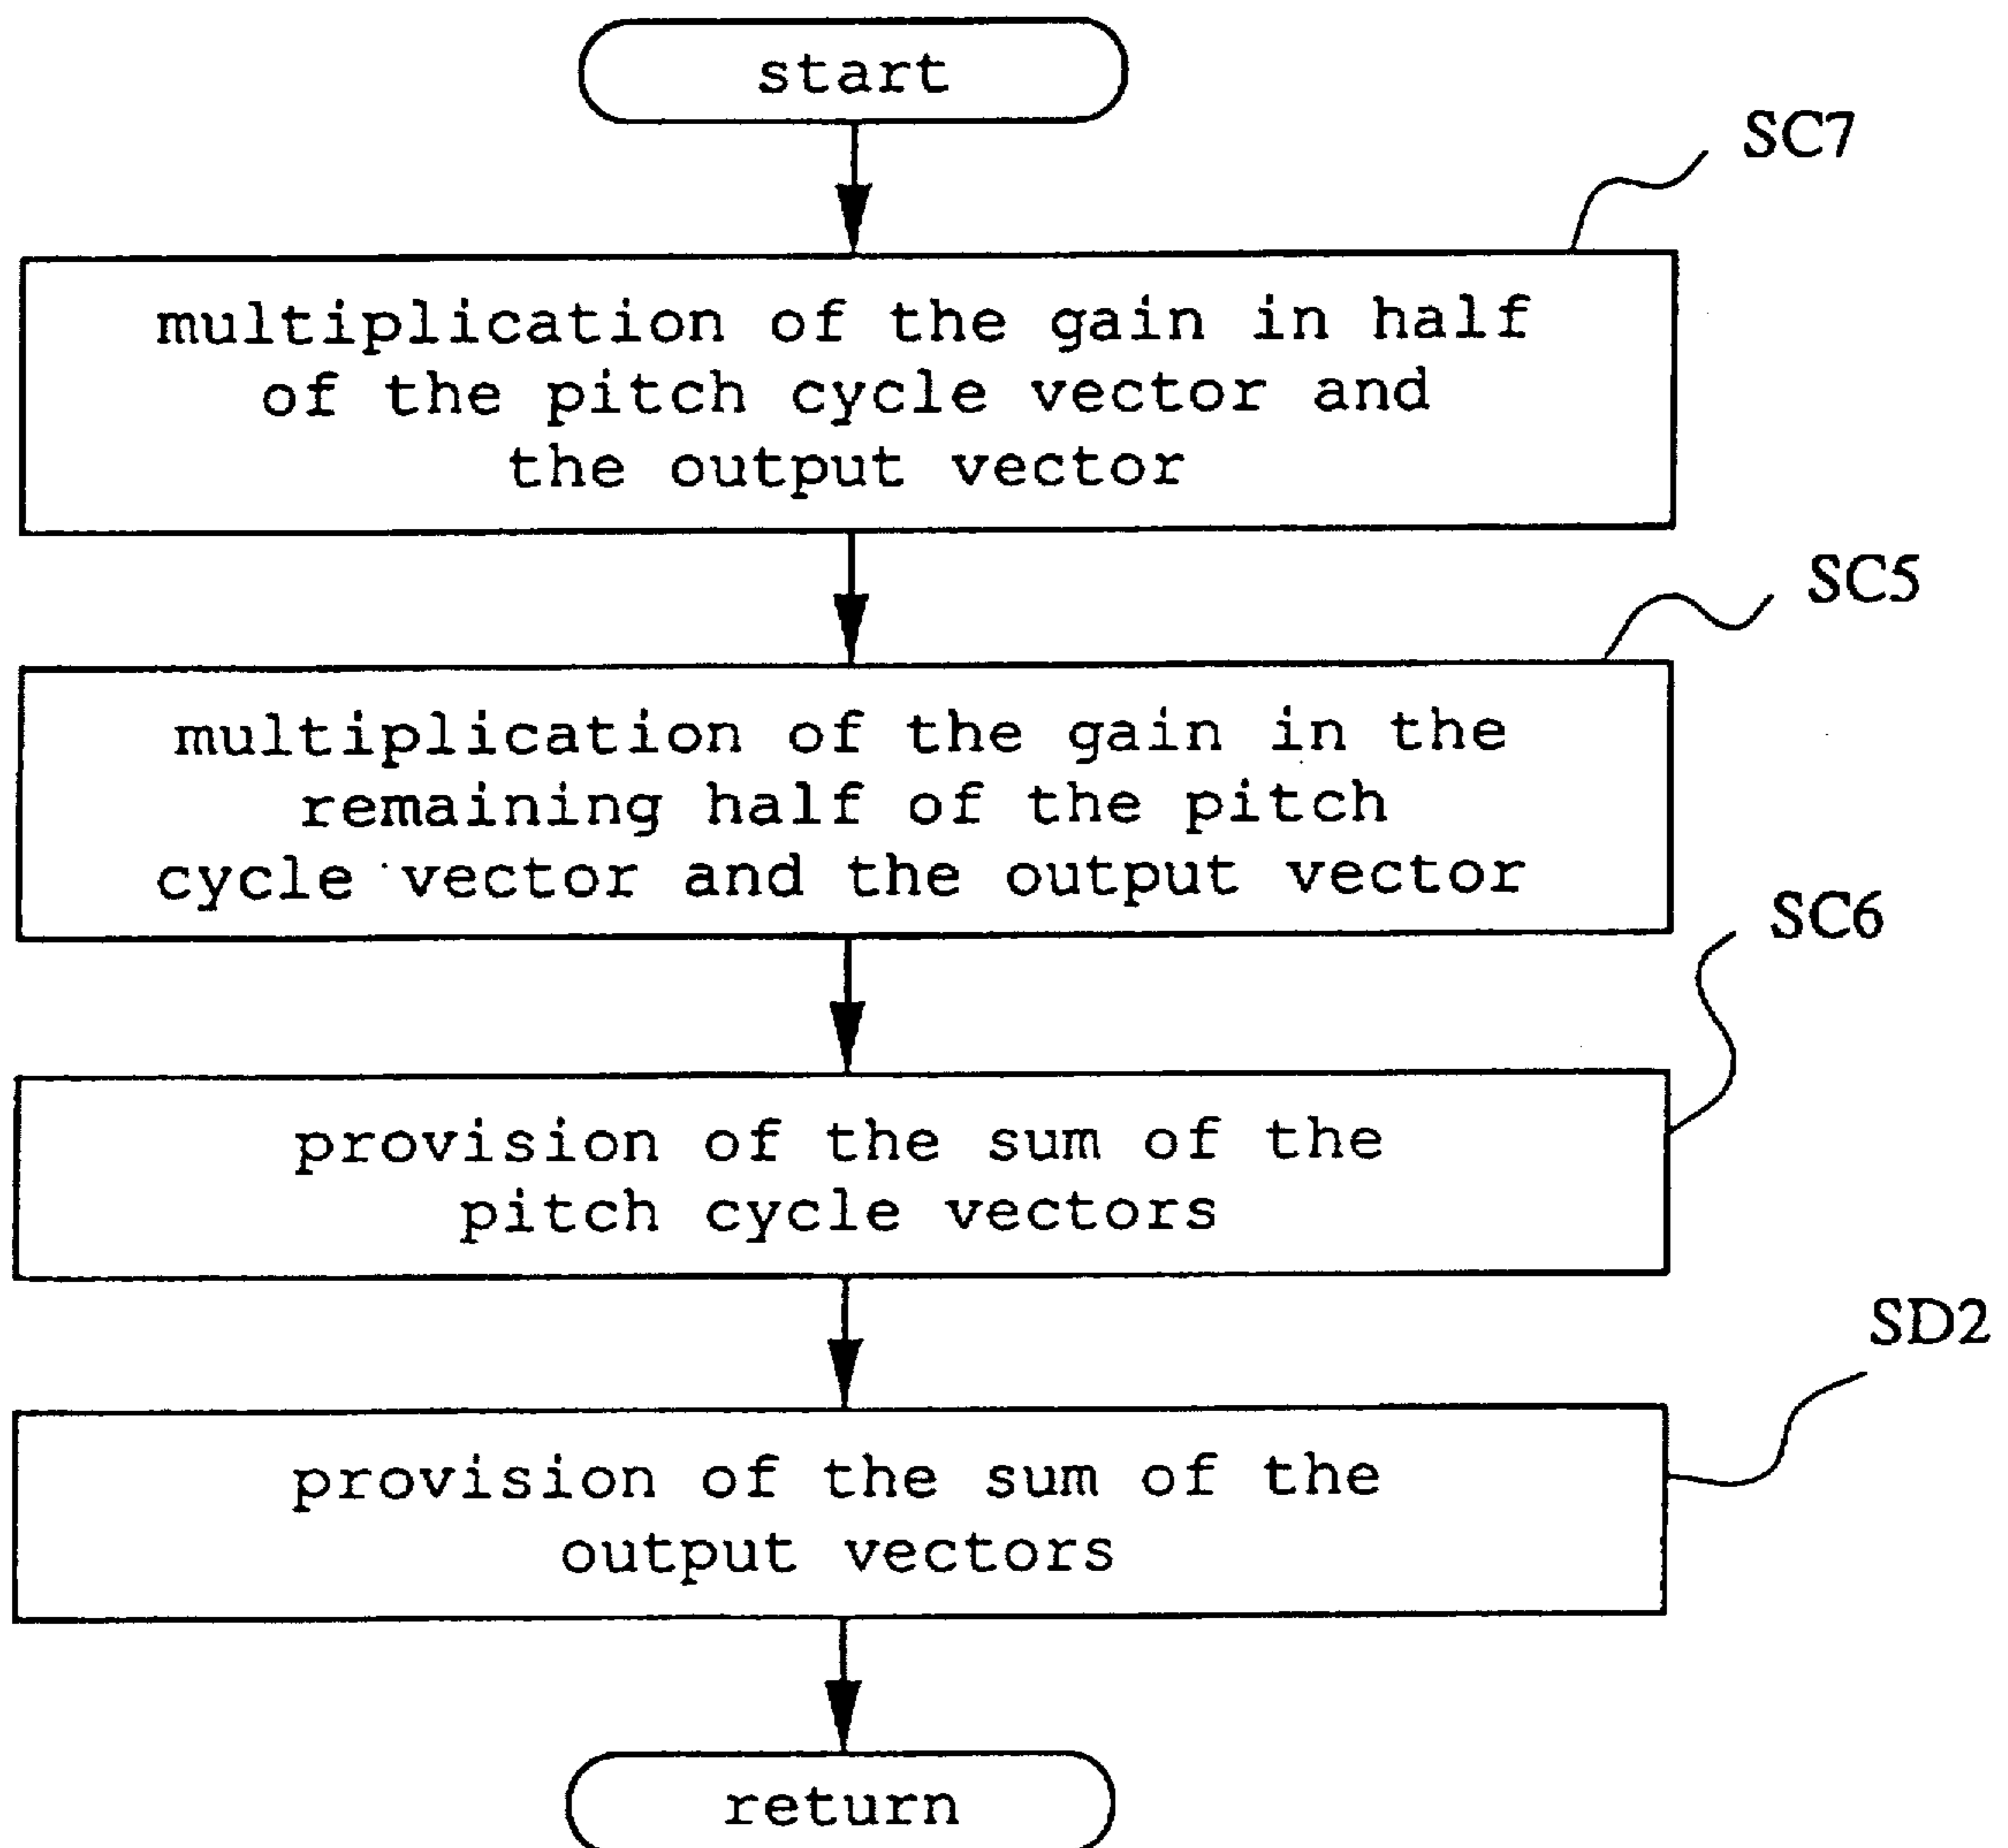 start
SC7
multiplication of the gain in half
of the pitch cycle vector and
the output vector
SC5
multiplication of the gain in the
remaining half of the pitch
cycle vector and the output vector
SC6
provision of the sum of the
pitch cycle vectors
SD2
provision of the sum of the
output vectors
return